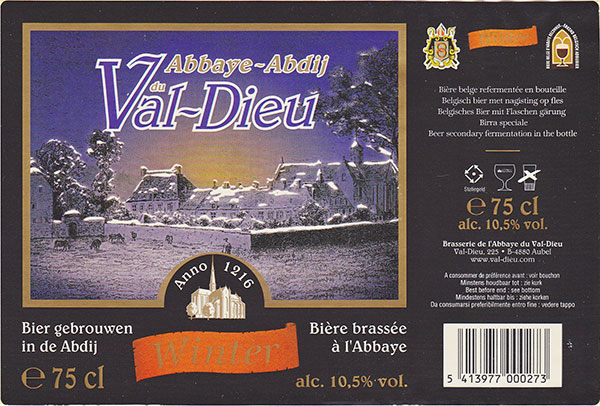 Abbaye~Abdij
du
Val~Dieu
Anno 1216
Bier gebrouwen
in de Abdij
Winter
Bière brassée
à l'Abbaye
℮ 75 cl
alc. 10,5% vol.
Bière belge refermentée en bouteille
Belgisch bier met nagisting op fles
Belgisches Bier mit Flaschen gärung
Birra speciale
Beer secondary fermentation in the bottle
Statiegeld
℮ 75 cl
alc. 10,5% vol.
Brasserie de l'Abbaye du Val-Dieu
Val-Dieu, 225 • B-4880 Aubel
www.val-dieu.com
A consommer de préférence avant : voir bouchon
Minstens houdbaar tot : zie kurk
Best before end : see bottom
Mindestens haltbar bis : ziehe korken
Da consumarsi preferibilmente entro fine : vedere tappo
5 413977 000273